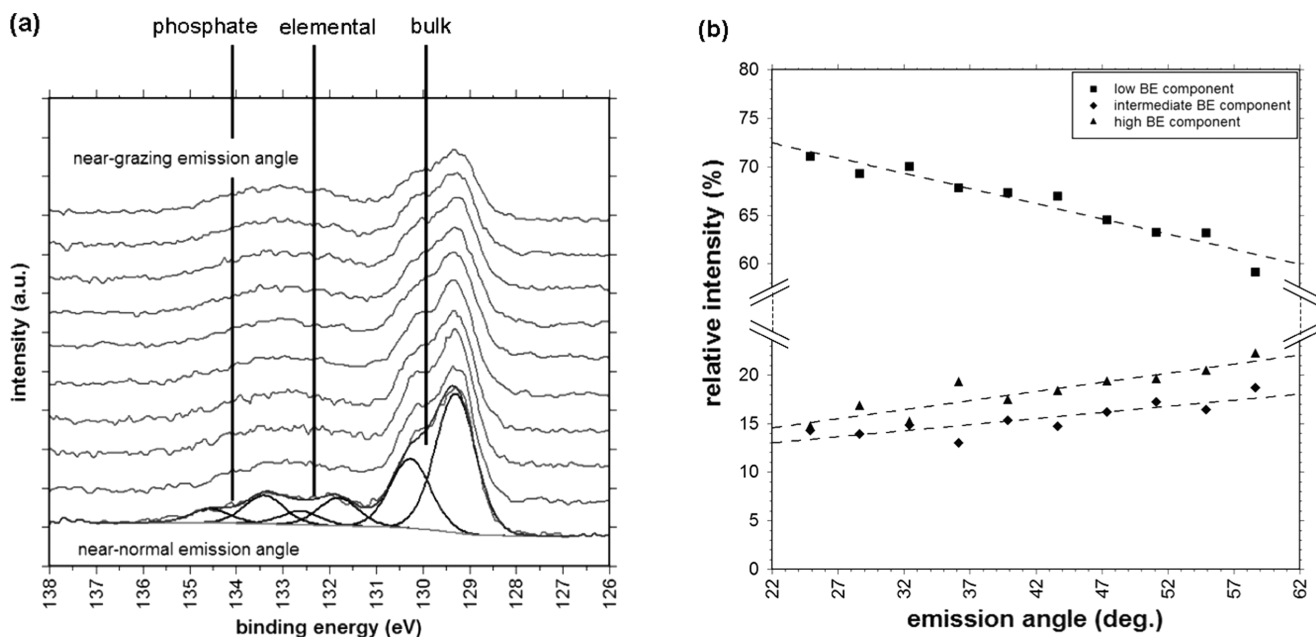 (a)
phosphate elemental bulk
near-grazing emission angle
near-normal emission angle
intensity (a.u.)
138 137 136 135 134 133 132 131 130 129 128 127 126
binding energy (eV)
(b)
80
75
70
65
60
20
15
10
5
0
low BE component
intermediate BE component
high BE component
relative intensity (%)
22 27 32 37 42 47 52 57 62
emission angle (deg.)